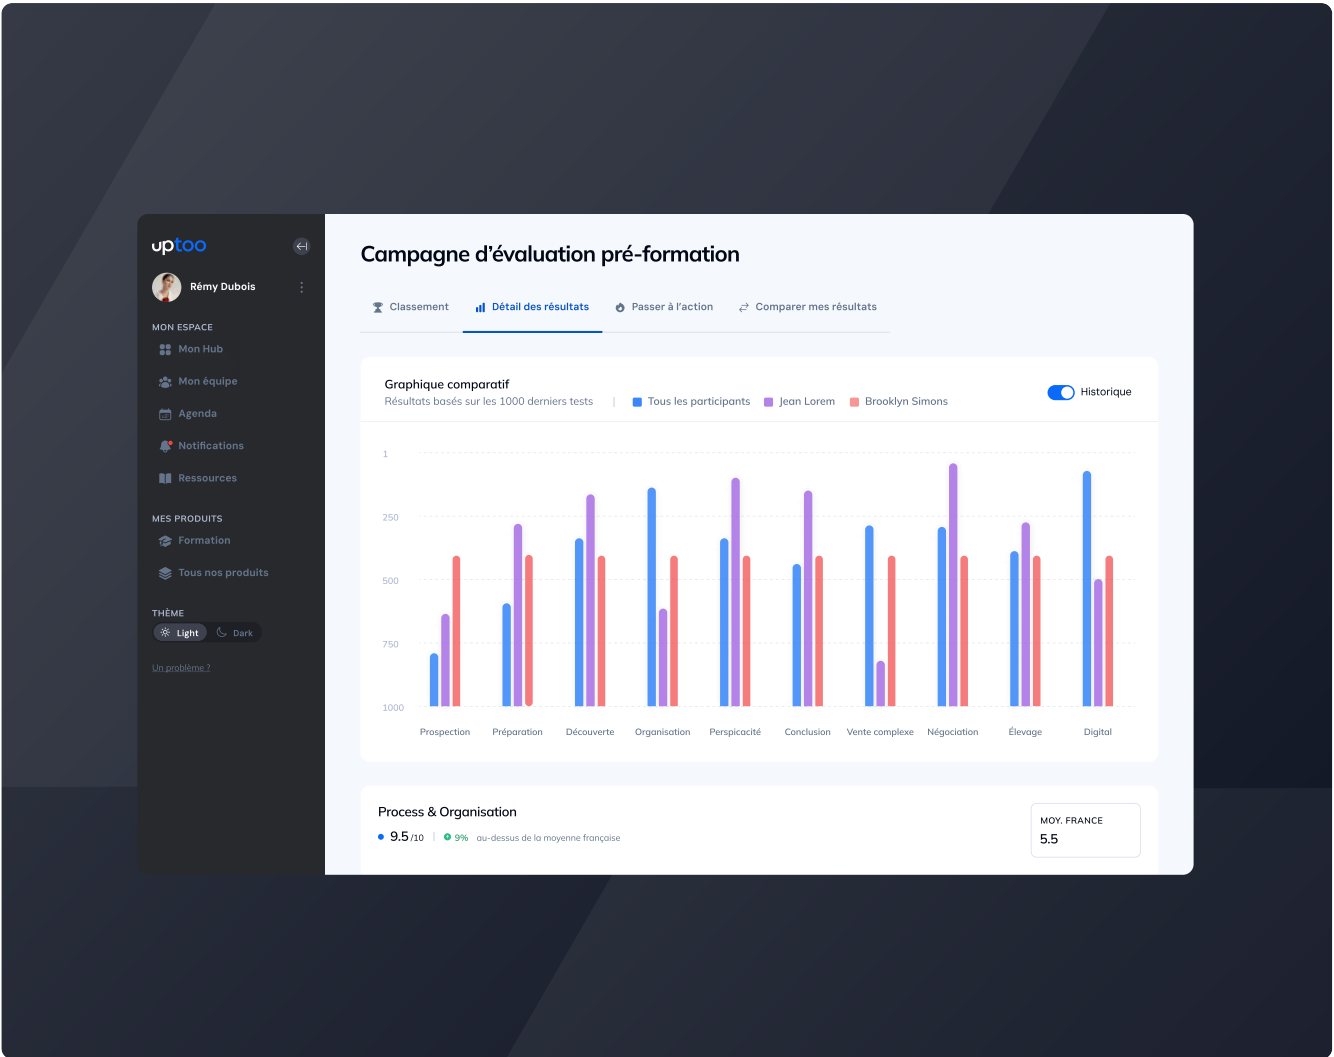 uptoo
Rémy Dubois
MON ESPACE
Mon Hub
Mon équipe
Agenda
Notifications
Ressources
MES PRODUITS
Formation
Tous nos produits
THÈME
Light Dark
Un problème ?
Campagne d’évaluation pré-formation
Classement Détail des résultats Passer à l’action Comparer mes résultats
Graphique comparatif
Résultats basés sur les 1000 derniers tests | Tous les participants Jean Lorem Brooklyn Simons
Historique
1
250
500
750
1000
Prospection Préparation Découverte Organisation Perspicacité Conclusion Vente complexe Négociation Élevage Digital
Process & Organisation
9.5 /10 | 9% au-dessus de la moyenne française
MOY. FRANCE
5.5